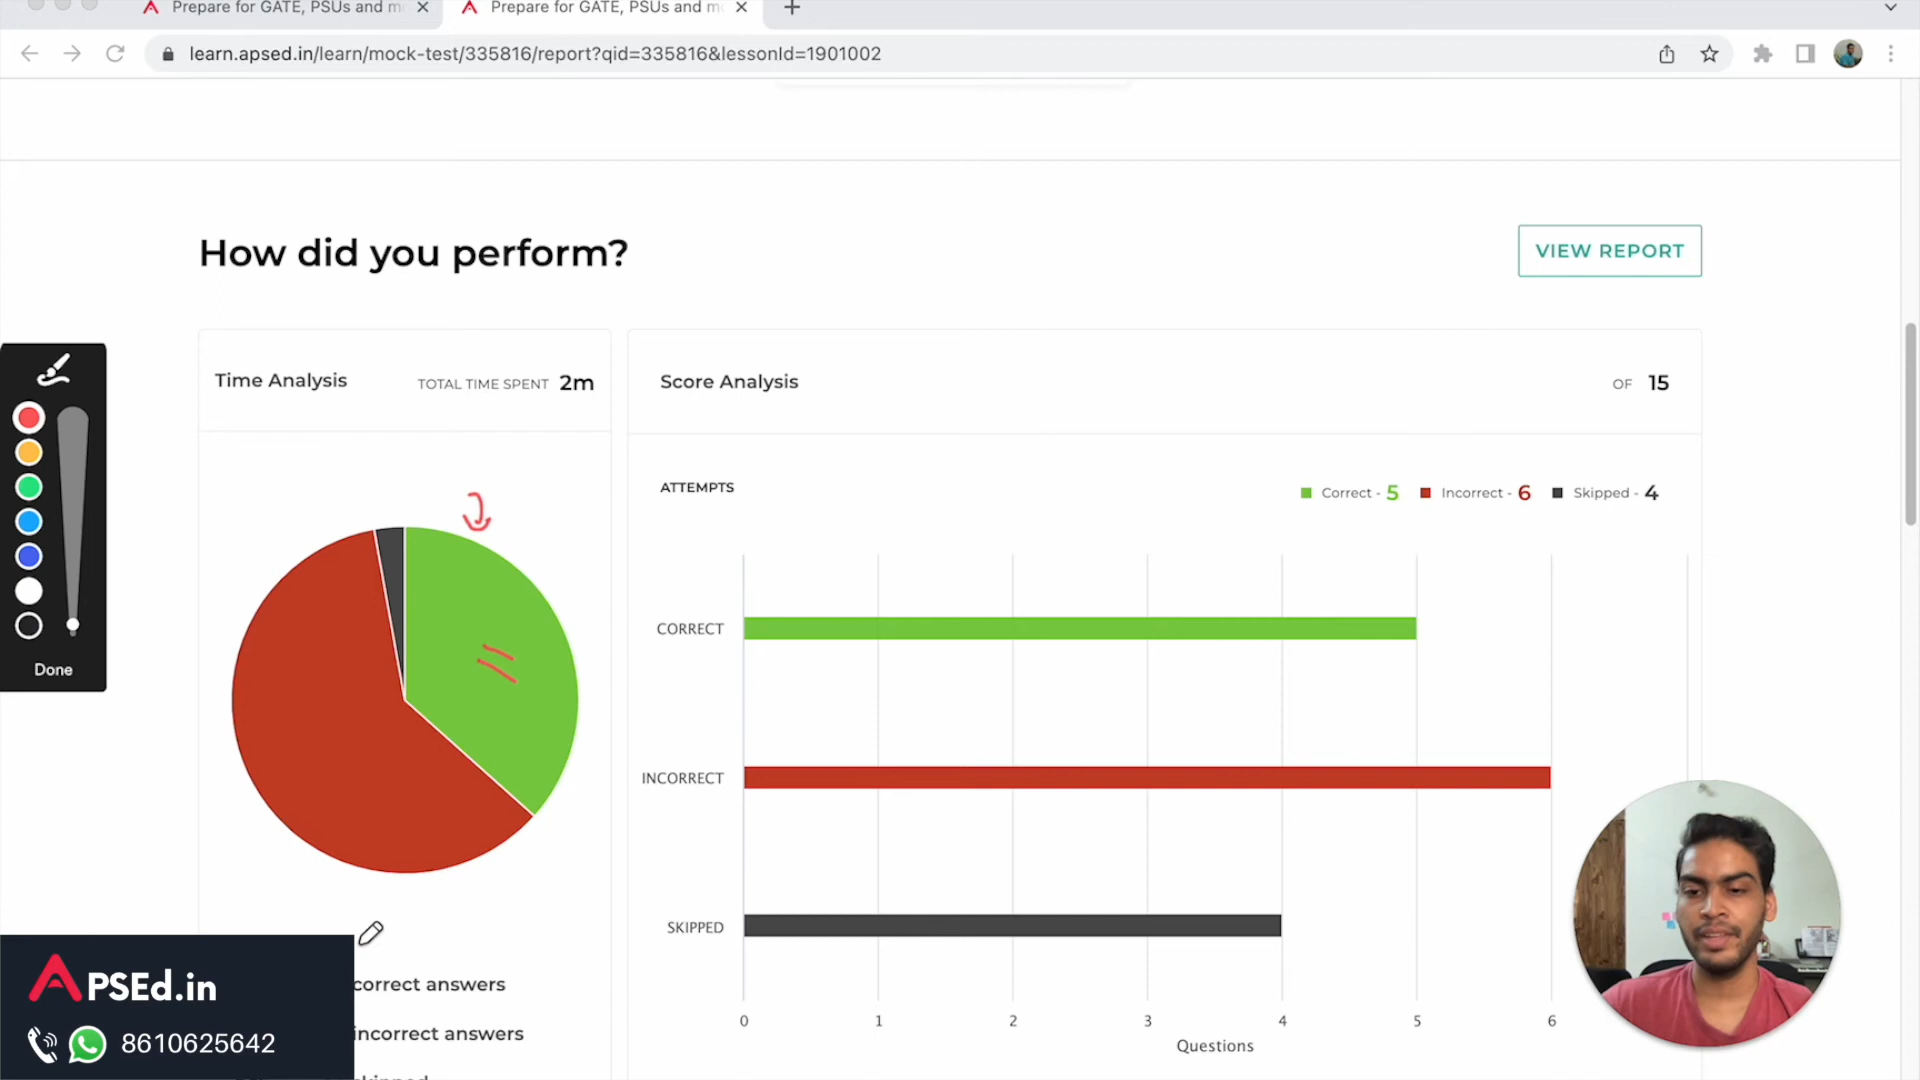 Prepare for GATE, PSUs and m
Prepare for GATE, PSUs and m
learn.apsed.in/learn/mock-test/335816/report?qid=335816&lessonId=1901002
How did you perform?
VIEW REPORT
Time Analysis
TOTAL TIME SPENT 2m
Score Analysis
OF 15
ATTEMPTS
Correct - 5
Incorrect - 6
Skipped - 4
CORRECT
INCORRECT
SKIPPED
0 1 2 3 4 5 6
Questions
Done
correct answers
incorrect answers
APSEd.in
8610625642